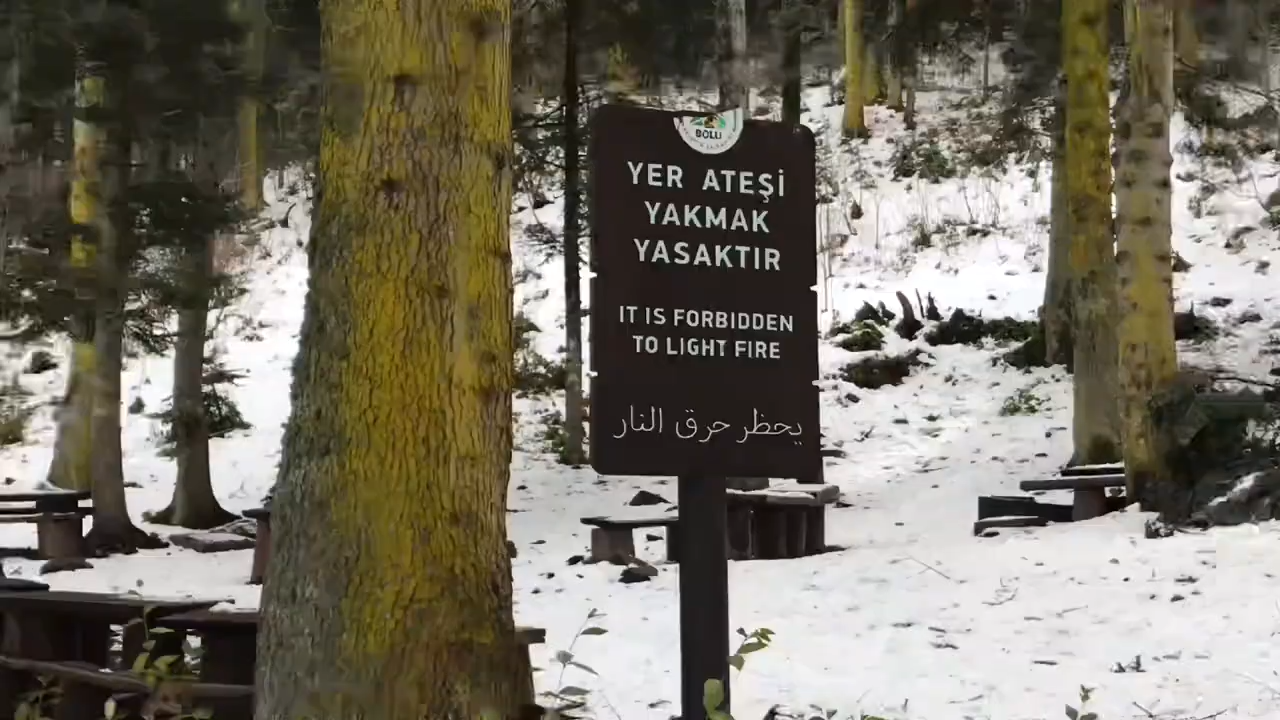 BOLU
YER ATEŞİ
YAKMAK
YASAKTIR
IT IS FORBIDDEN
TO LIGHT FIRE
يحظر حرق النار